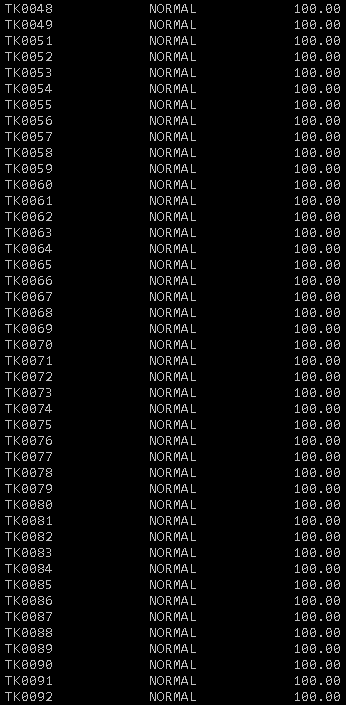 TK0048 NORMAL 100.00
TK0049 NORMAL 100.00
TK0051 NORMAL 100.00
TK0052 NORMAL 100.00
TK0053 NORMAL 100.00
TK0054 NORMAL 100.00
TK0055 NORMAL 100.00
TK0056 NORMAL 100.00
TK0057 NORMAL 100.00
TK0058 NORMAL 100.00
TK0059 NORMAL 100.00
TK0060 NORMAL 100.00
TK0061 NORMAL 100.00
TK0062 NORMAL 100.00
TK0063 NORMAL 100.00
TK0064 NORMAL 100.00
TK0065 NORMAL 100.00
TK0066 NORMAL 100.00
TK0067 NORMAL 100.00
TK0068 NORMAL 100.00
TK0069 NORMAL 100.00
TK0070 NORMAL 100.00
TK0071 NORMAL 100.00
TK0072 NORMAL 100.00
TK0073 NORMAL 100.00
TK0074 NORMAL 100.00
TK0075 NORMAL 100.00
TK0076 NORMAL 100.00
TK0077 NORMAL 100.00
TK0078 NORMAL 100.00
TK0079 NORMAL 100.00
TK0080 NORMAL 100.00
TK0081 NORMAL 100.00
TK0082 NORMAL 100.00
TK0083 NORMAL 100.00
TK0084 NORMAL 100.00
TK0085 NORMAL 100.00
TK0086 NORMAL 100.00
TK0087 NORMAL 100.00
TK0088 NORMAL 100.00
TK0089 NORMAL 100.00
TK0090 NORMAL 100.00
TK0091 NORMAL 100.00
TK0092 NORMAL 100.00